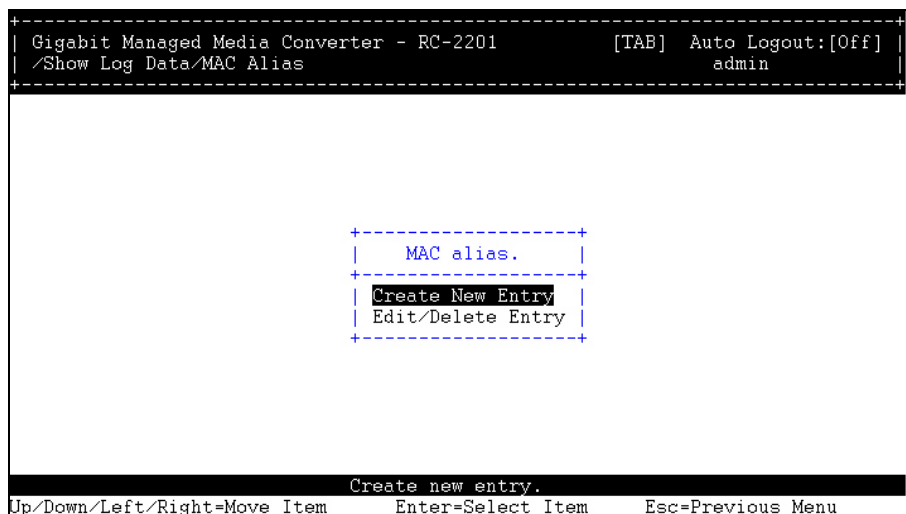 Gigabit Managed Media Converter - RC-2201 [TAB] Auto Logout:[Off]
/Show Log Data/MAC Alias admin
MAC alias.
Create New Entry
Edit/Delete Entry
Create new entry.
Up/Down/Left/Right=Move Item Enter=Select Item Esc=Previous Menu